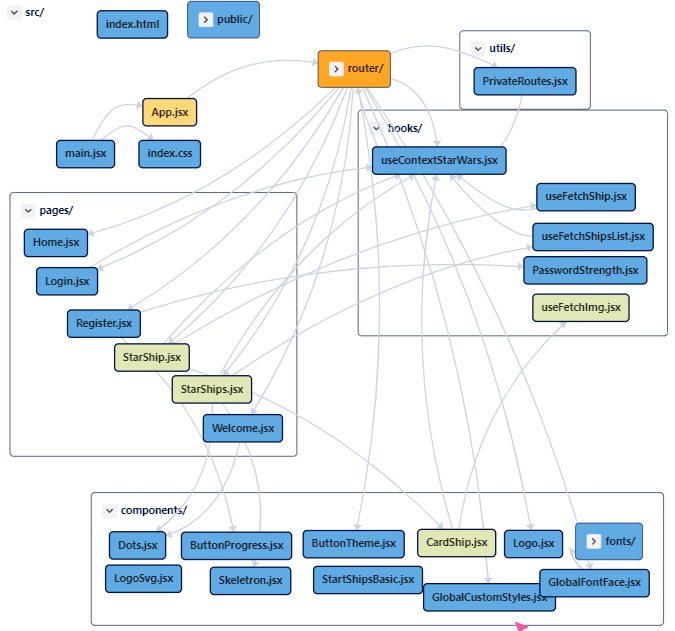 src/
index.html
public/
utils/
router/
PrivateRoutes.jsx
App.jsx
hooks/
main.jsx
index.css
useContextStarWars.jsx
useFetchShip.jsx
pages/
Home.jsx
useFetchShipsList.jsx
Login.jsx
PasswordStrength.jsx
useFetchImg.jsx
Register.jsx
StarShip.jsx
StarShips.jsx
Welcome.jsx
components/
Dots.jsx
ButtonProgress.jsx
ButtonTheme.jsx
CardShip.jsx
Logo.jsx
fonts/
LogoSvg.jsx
Skeletron.jsx
StartShipsBasic.jsx
GlobalCustomStyles.jsx
GlobalFontFace.jsx